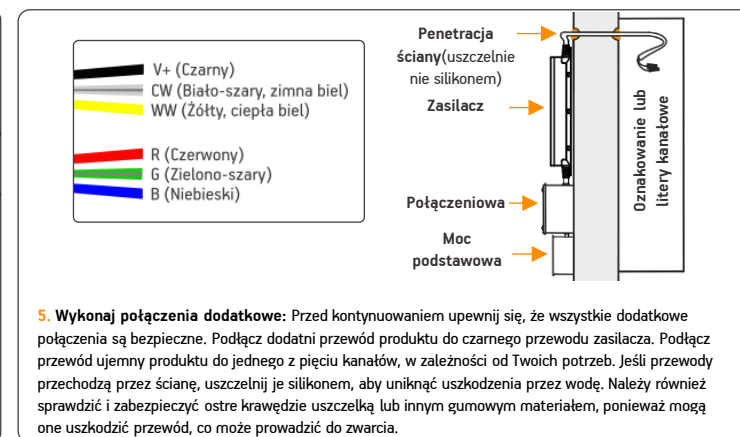 V+ (Czarny)
CW (Biało-szary, zimna biel)
WW (Żółty, ciepła biel)
R (Czerwony)
G (Zielono-szary)
B (Niebieski)
Penetracja
ściany(uszczelnie
nie silikonem)
Zasilacz
Połączeniowa
Moc
podstawowa
Oznakowanie lub
litery kanałowe
5. Wykonaj połączenia dodatkowe: Przed kontynuowaniem upewnij się, że wszystkie dodatkowe
połączenia są bezpieczne. Podłącz dodatni przewód produktu do czarnego przewodu zasilacza. Podłącz
przewód ujemny produktu do jednego z pięciu kanałów, w zależności od Twoich potrzeb. Jeśli przewody
przechodzą przez ścianę, uszczelnij je silikonem, aby uniknąć uszkodzenia przez wodę. Należy również
sprawdzić i zabezpieczyć ostre krawędzie uszczelką lub innym gumowym materiałem, ponieważ mogą
one uszkodzić przewód, co może prowadzić do zwarcia.